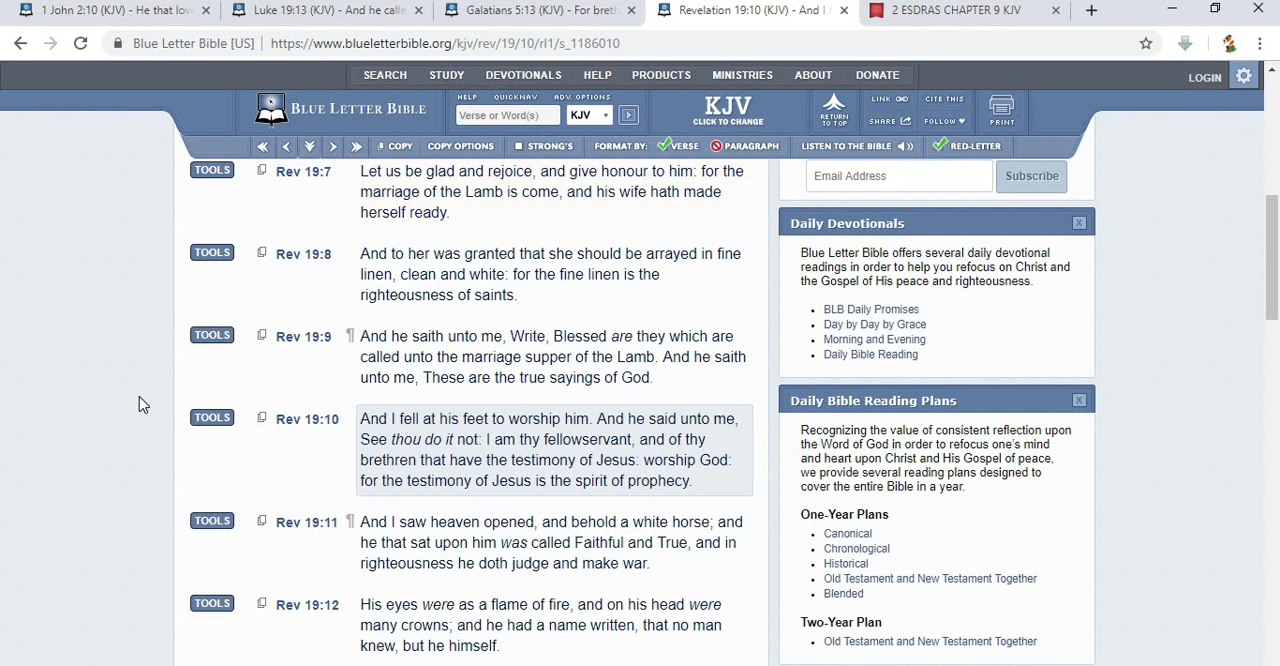 1 John 2:10 (KJV) - He that love
Luke 19:13 (KJV) - And he called
Galatians 5:13 (KJV) - For breth
Revelation 19:10 (KJV) - And I
2 ESDRAS CHAPTER 9 KJV
Blue Letter Bible [US] https://www.blueletterbible.org/kjv/rev/19/10/rl1/s_1186010
SEARCH STUDY DEVOTIONALS HELP PRODUCTS MINISTRIES ABOUT DONATE LOGIN
BLUE LETTER BIBLE
HELP QUICKNAV ADV. OPTIONS
Verse or Word(s) KJV
KJV
CLICK TO CHANGE
RETURN
TO TOP
LINK CITE THIS
SHARE FOLLOW
PRINT
COPY COPY OPTIONS STRONG'S FORMAT BY: VERSE PARAGRAPH LISTEN TO THE BIBLE RED-LETTER
TOOLS Rev 19:7 Let us be glad and rejoice, and give honour to him: for the
marriage of the Lamb is come, and his wife hath made
herself ready.
TOOLS Rev 19:8 And to her was granted that she should be arrayed in fine
linen, clean and white: for the fine linen is the
righteousness of saints.
TOOLS Rev 19:9 ¶ And he saith unto me, Write, Blessed are they which are
called unto the marriage supper of the Lamb. And he saith
unto me, These are the true sayings of God.
TOOLS Rev 19:10 And I fell at his feet to worship him. And he said unto me,
See thou do it not: I am thy fellowservant, and of thy
brethren that have the testimony of Jesus: worship God:
for the testimony of Jesus is the spirit of prophecy.
TOOLS Rev 19:11 ¶ And I saw heaven opened, and behold a white horse; and
he that sat upon him was called Faithful and True, and in
righteousness he doth judge and make war.
TOOLS Rev 19:12 His eyes were as a flame of fire, and on his head were
many crowns; and he had a name written, that no man
knew, but he himself.
Email Address Subscribe
Daily Devotionals X
Blue Letter Bible offers several daily devotional
readings in order to help you refocus on Christ and
the Gospel of His peace and righteousness.
BLB Daily Promises
Day by Day by Grace
Morning and Evening
Daily Bible Reading
Daily Bible Reading Plans X
Recognizing the value of consistent reflection upon
the Word of God in order to refocus one's mind
and heart upon Christ and His Gospel of peace,
we provide several reading plans designed to
cover the entire Bible in a year.
One-Year Plans
Canonical
Chronological
Historical
Old Testament and New Testament Together
Blended
Two-Year Plan
Old Testament and New Testament Together